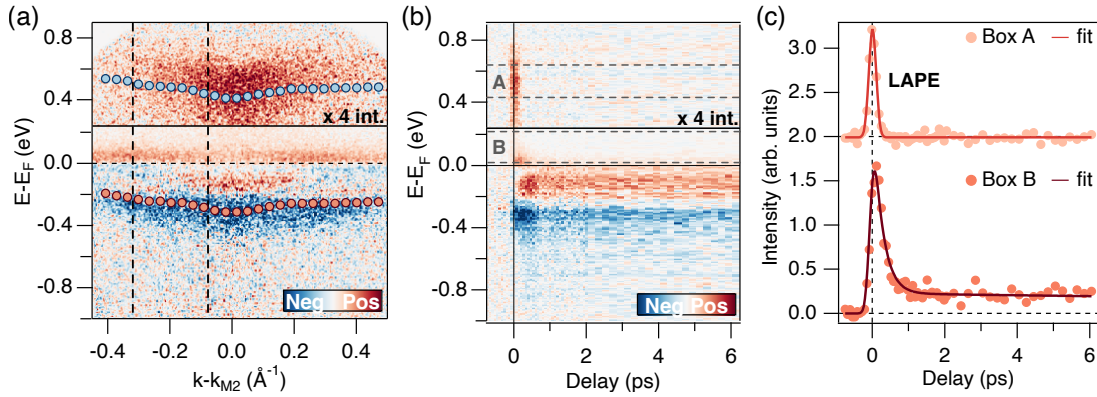 (a)
0.8
0.4
0.0
-0.4
-0.8
E-E_F (eV)
x 4 int.
Neg Pos
-0.4 -0.2 0.0 0.2 0.4
k-k_M2 (Å⁻¹)
(b)
0.8
0.4
0.0
-0.4
-0.8
E-E_F (eV)
A
x 4 int.
B
Neg Pos
0 2 4 6
Delay (ps)
(c)
3.0
2.5
2.0
1.5
1.0
0.5
0.0
Intensity (arb. units)
Box A fit
LAPE
Box B fit
0 2 4 6
Delay (ps)